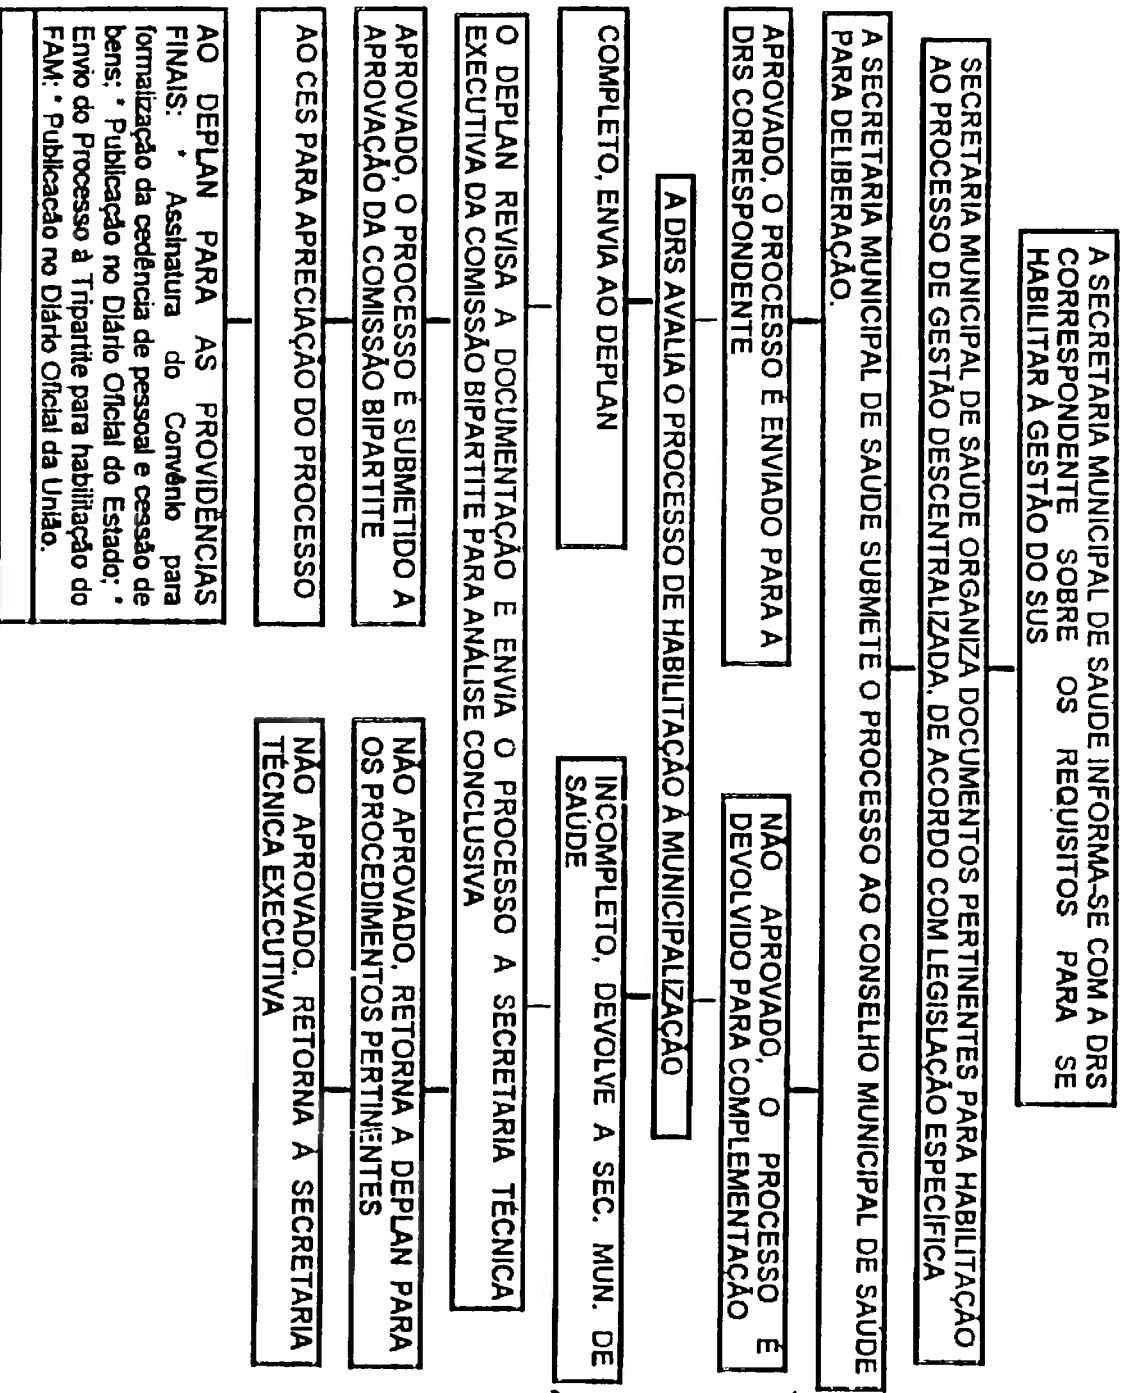 A SECRETARIA MUNICIPAL DE SAÚDE INFORMA-SE COM A DRS
CORRESPONDENTE SOBRE OS REQUISITOS PARA SE
HABILITAR À GESTÃO DO SUS
SECRETARIA MUNICIPAL DE SAÚDE ORGANIZA DOCUMENTOS PERTINENTES PARA HABILITAÇÃO
AO PROCESSO DE GESTÃO DESCENTRALIZADA, DE ACORDO COM LEGISLAÇÃO ESPECÍFICA
A SECRETARIA MUNICIPAL DE SAÚDE SUBMETE O PROCESSO AO CONSELHO MUNICIPAL DE SAÚDE
PARA DELIBERAÇÃO.
APROVADO, O PROCESSO É ENVIADO PARA A
DRS CORRESPONDENTE
NÃO APROVADO, O PROCESSO É
DEVOLVIDO PARA COMPLEMENTAÇÃO
A DRS AVALIA O PROCESSO DE HABILITAÇÃO À MUNICIPALIZAÇÃO
COMPLETO, ENVIA AO DEPLAN
INCOMPLETO, DEVOLVE A SEC. MUN. DE
SAÚDE
O DEPLAN REVISA A DOCUMENTAÇÃO E ENVIA O PROCESSO A SECRETARIA TÉCNICA
EXECUTIVA DA COMISSÃO BIPARTITE PARA ANÁLISE CONCLUSIVA
APROVADO, O PROCESSO É SUBMETIDO A
APROVAÇÃO DA COMISSÃO BIPARTITE
NÃO APROVADO, RETORNA A DEPLAN PARA
OS PROCEDIMENTOS PERTINENTES
AO CES PARA APRECIAÇÃO DO PROCESSO
NÃO APROVADO, RETORNA À SECRETARIA
TÉCNICA EXECUTIVA
AO DEPLAN PARA AS PROVIDÊNCIAS
FINAIS: * Assinatura do Convênio para
formalização da cedência de pessoal e cessão de
bens; * Publicação no Diário Oficial do Estado; *
Envio do Processo à Tripartite para habilitação do
FAM; * Publicação no Diário Oficial da União.